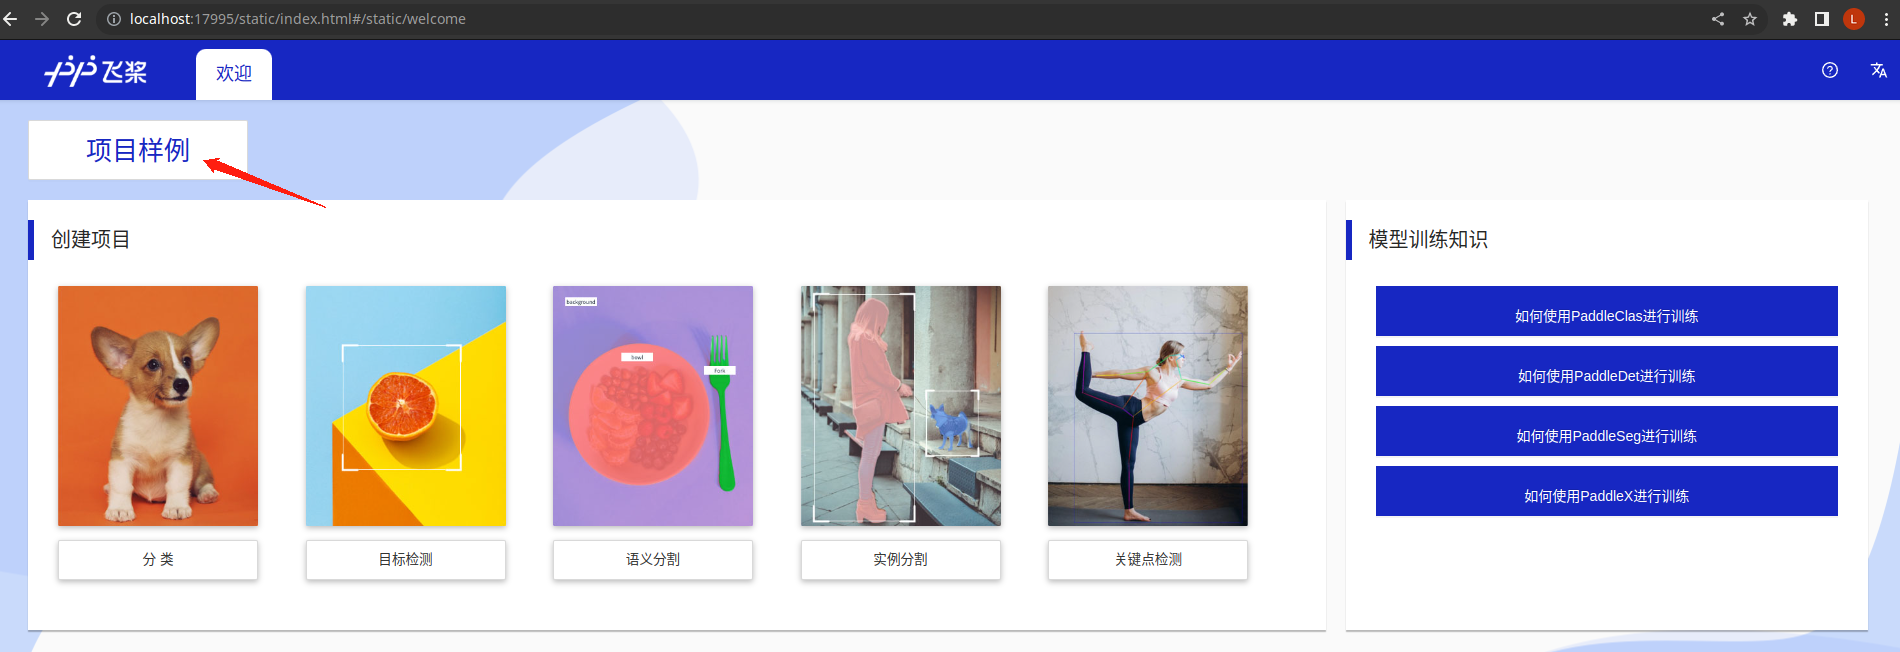 localhost:17995/static/index.html#/static/welcome
L
飞桨
欢迎
项目样例
创建项目
background
bowl
Fork
分 类
目标检测
语义分割
实例分割
关键点检测
模型训练知识
如何使用PaddleClas进行训练
如何使用PaddleDet进行训练
如何使用PaddleSeg进行训练
如何使用PaddleX进行训练